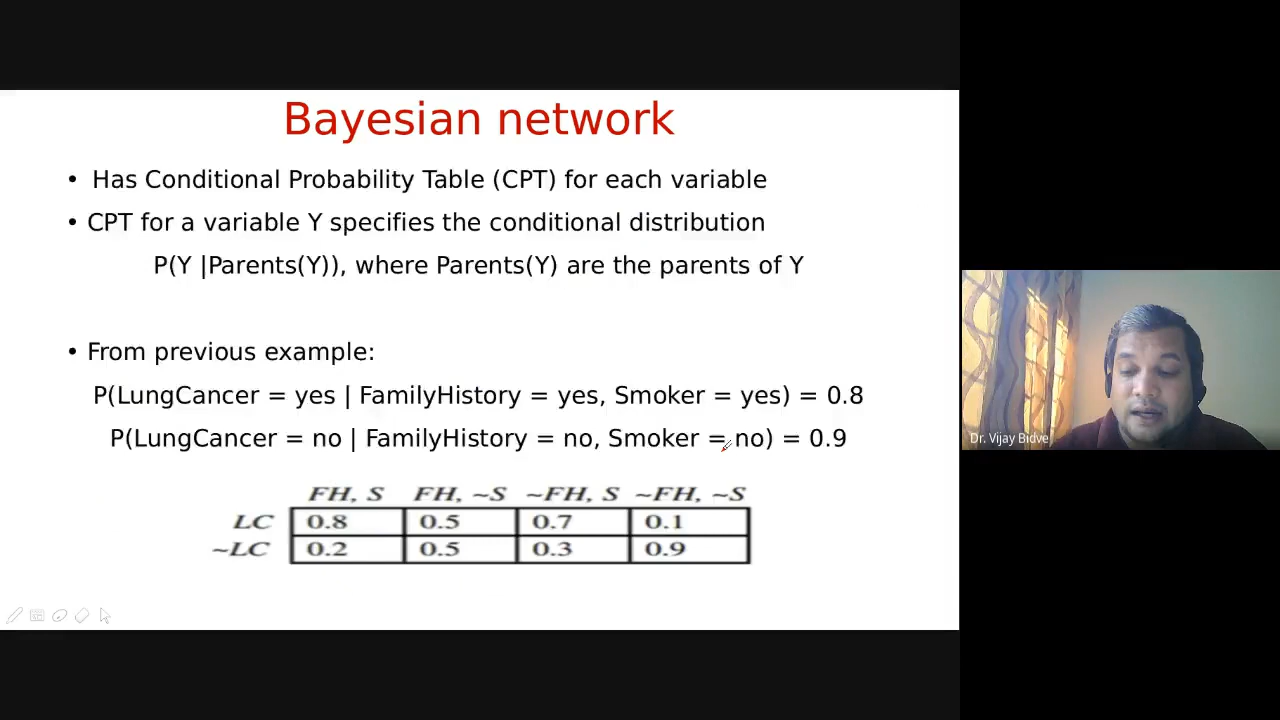 Bayesian network
• Has Conditional Probability Table (CPT) for each variable
• CPT for a variable Y specifies the conditional distribution
P(Y |Parents(Y)), where Parents(Y) are the parents of Y
• From previous example:
P(LungCancer = yes | FamilyHistory = yes, Smoker = yes) = 0.8
P(LungCancer = no | FamilyHistory = no, Smoker = no) = 0.9
FH, S FH, ~S ~FH, S ~FH, ~S
LC 0.8 0.5 0.7 0.1
~LC 0.2 0.5 0.3 0.9
Dr. Vijay Bidve